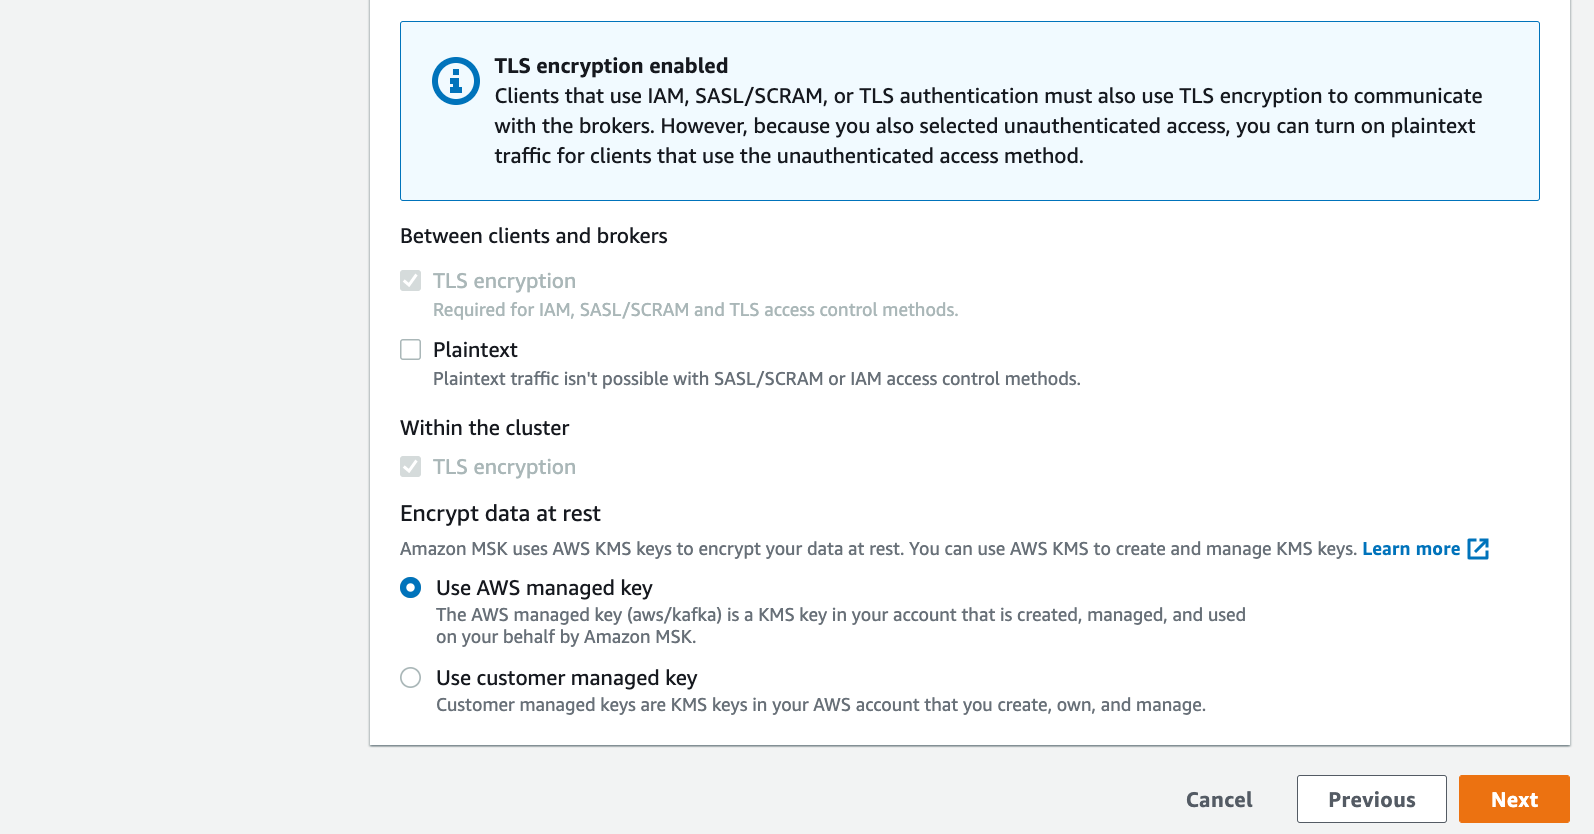 TLS encryption enabled
Clients that use IAM, SASL/SCRAM, or TLS authentication must also use TLS encryption to communicate
with the brokers. However, because you also selected unauthenticated access, you can turn on plaintext
traffic for clients that use the unauthenticated access method.
Between clients and brokers
TLS encryption
Required for IAM, SASL/SCRAM and TLS access control methods.
Plaintext
Plaintext traffic isn't possible with SASL/SCRAM or IAM access control methods.
Within the cluster
TLS encryption
Encrypt data at rest
Amazon MSK uses AWS KMS keys to encrypt your data at rest. You can use AWS KMS to create and manage KMS keys. Learn more
Use AWS managed key
The AWS managed key (aws/kafka) is a KMS key in your account that is created, managed, and used
on your behalf by Amazon MSK.
Use customer managed key
Customer managed keys are KMS keys in your AWS account that you create, own, and manage.
Cancel Previous Next